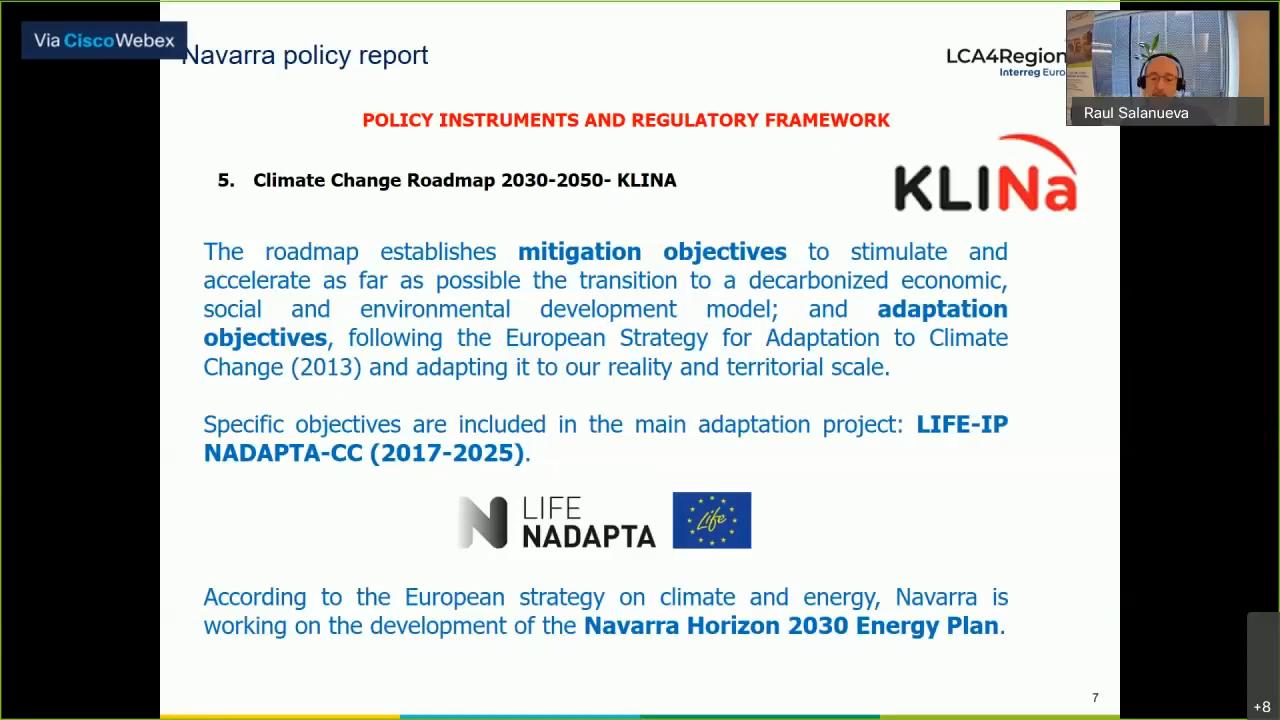 Via CiscoWebex
Navarra policy report
LCA4Region
Interreg Euro
Raul Salanueva
POLICY INSTRUMENTS AND REGULATORY FRAMEWORK
KLINa
5. Climate Change Roadmap 2030-2050- KLINA
The roadmap establishes mitigation objectives to stimulate and
accelerate as far as possible the transition to a decarbonized economic,
social and environmental development model; and adaptation
objectives, following the European Strategy for Adaptation to Climate
Change (2013) and adapting it to our reality and territorial scale.
Specific objectives are included in the main adaptation project: LIFE-IP
NADAPTA-CC (2017-2025).
N LIFE
NADAPTA
Life
According to the European strategy on climate and energy, Navarra is
working on the development of the Navarra Horizon 2030 Energy Plan.
7
+8